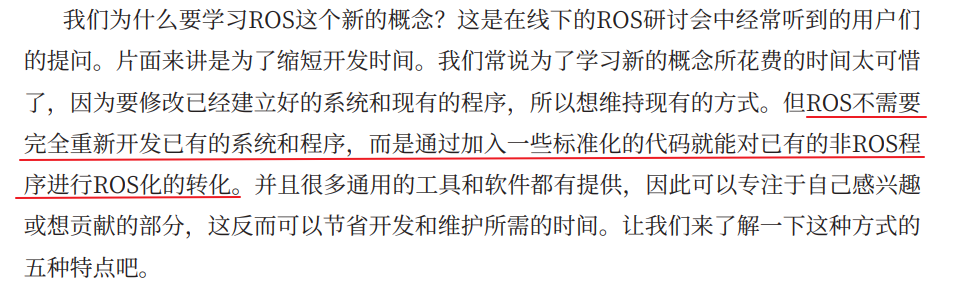 我们为什么要学习ROS这个新的概念？这是在线下的ROS研讨会中经常听到的用户们
的提问。片面来讲是为了缩短开发时间。我们常说为了学习新的概念所花费的时间太可惜
了，因为要修改已经建立好的系统和现有的程序，所以想维持现有的方式。但ROS不需要
完全重新开发已有的系统和程序，而是通过加入一些标准化的代码就能对已有的非ROS程
序进行ROS化的转化。并且很多通用的工具和软件都有提供，因此可以专注于自己感兴趣
或想贡献的部分，这反而可以节省开发和维护所需的时间。让我们来了解一下这种方式的
五种特点吧。